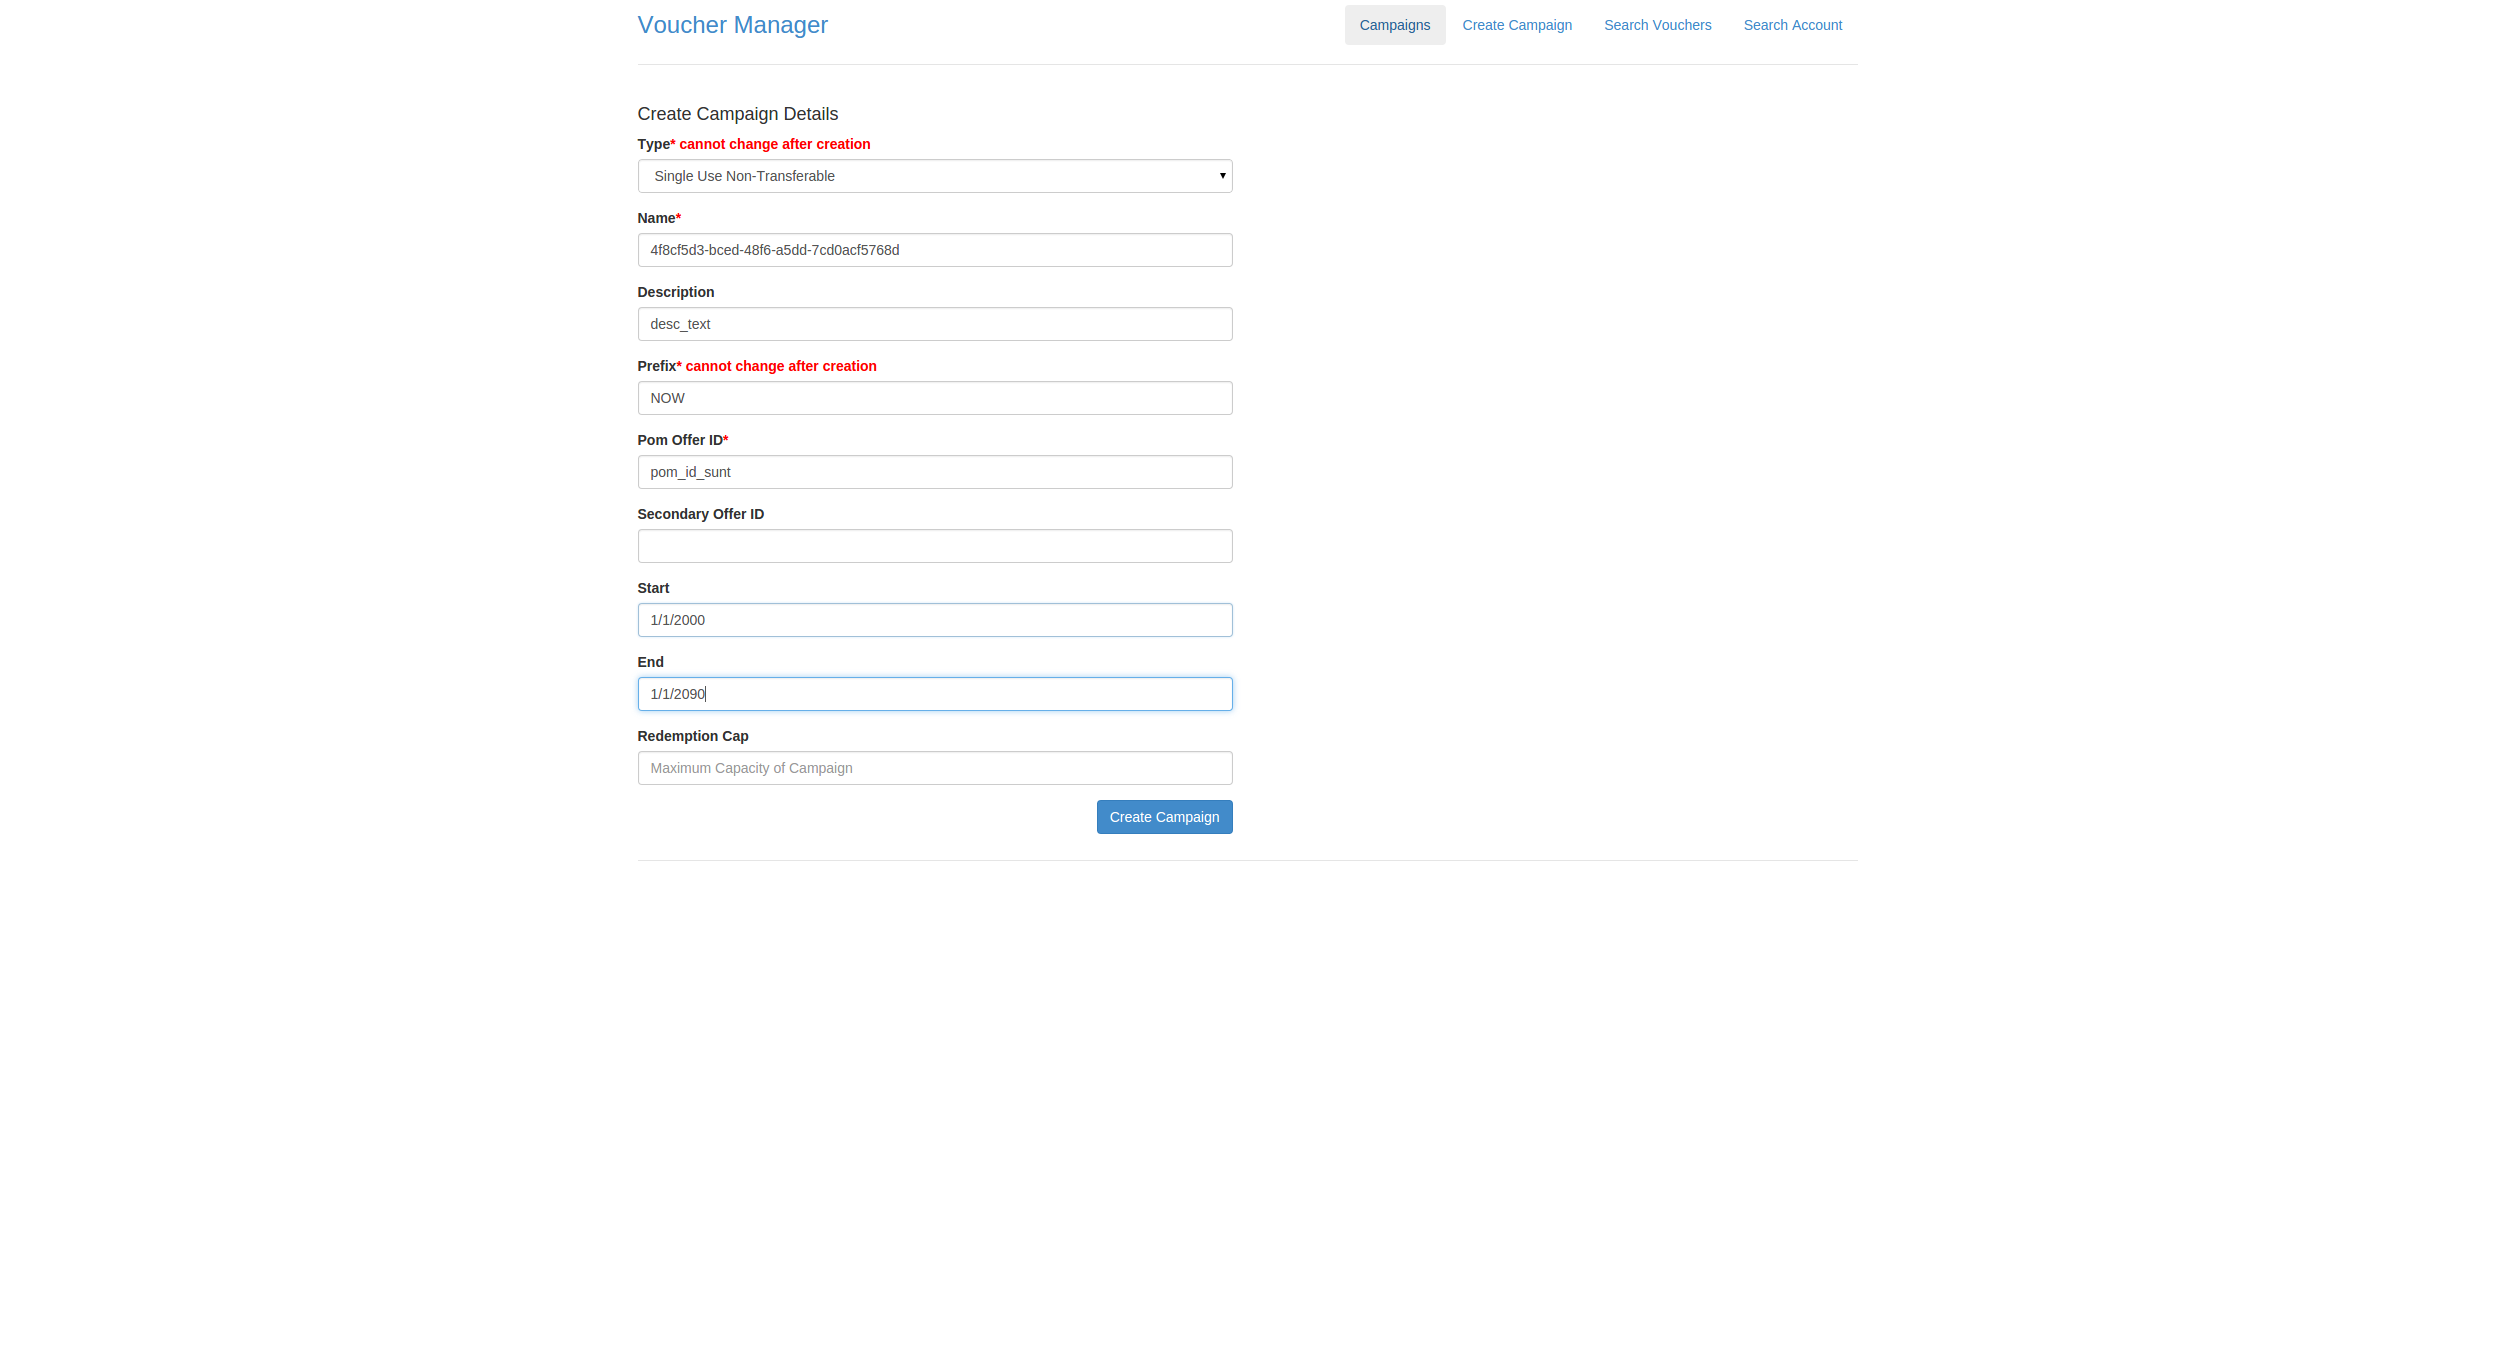 Voucher Manager
Campaigns Create Campaign Search Vouchers Search Account
Create Campaign Details
Type* cannot change after creation
Single Use Non-Transferable
Name*
4f8cf5d3-bced-48f6-a5dd-7cd0acf5768d
Description
desc_text
Prefix* cannot change after creation
NOW
Pom Offer ID*
pom_id_sunt
Secondary Offer ID
Start
1/1/2000
End
1/1/2090
Redemption Cap
Maximum Capacity of Campaign
Create Campaign